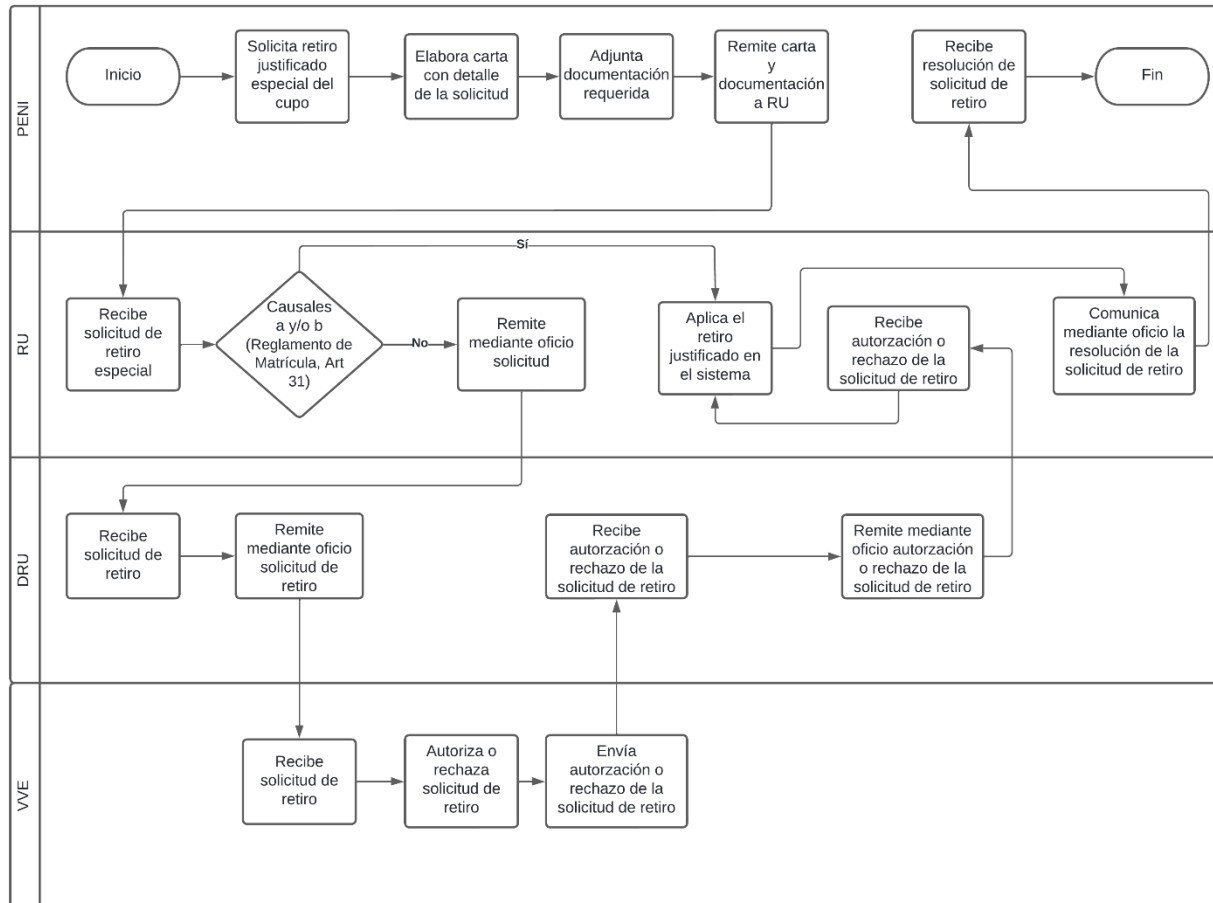 PENI
Inicio
Solicita retiro
justificado
especial del
cupo
Elabora carta
con detalle
de la solicitud
Adjunta
documentación
requerida
Remite carta
y
documentación
a RU
Recibe
resolución de
solicitud de
retiro
Fin
RU
Sí
Recibe
solicitud de
retiro
especial
Causales
a y/o b
(Reglamento de
Matrícula, Art
31)
No
Remite
mediante oficio
solicitud
Aplica el
retiro
justificado en
el sistema
Recibe
autorzación o
rechazo de la
solicitud de retiro
Comunica
mediante oficio la
resolución de la
solicitud de retiro
DRU
Recibe
solicitud de
retiro
Remite
mediante oficio
solicitud de
retiro
Recibe
autorzación o
rechazo de la
solicitud de retiro
Remite mediante
oficio autorzación
o rechazo de la
solicitud de retiro
VVE
Recibe
solicitud de
retiro
Autoriza o
rechaza
solicitud de
retiro
Envía
autorzación o
rechazo de la
solicitud de retiro